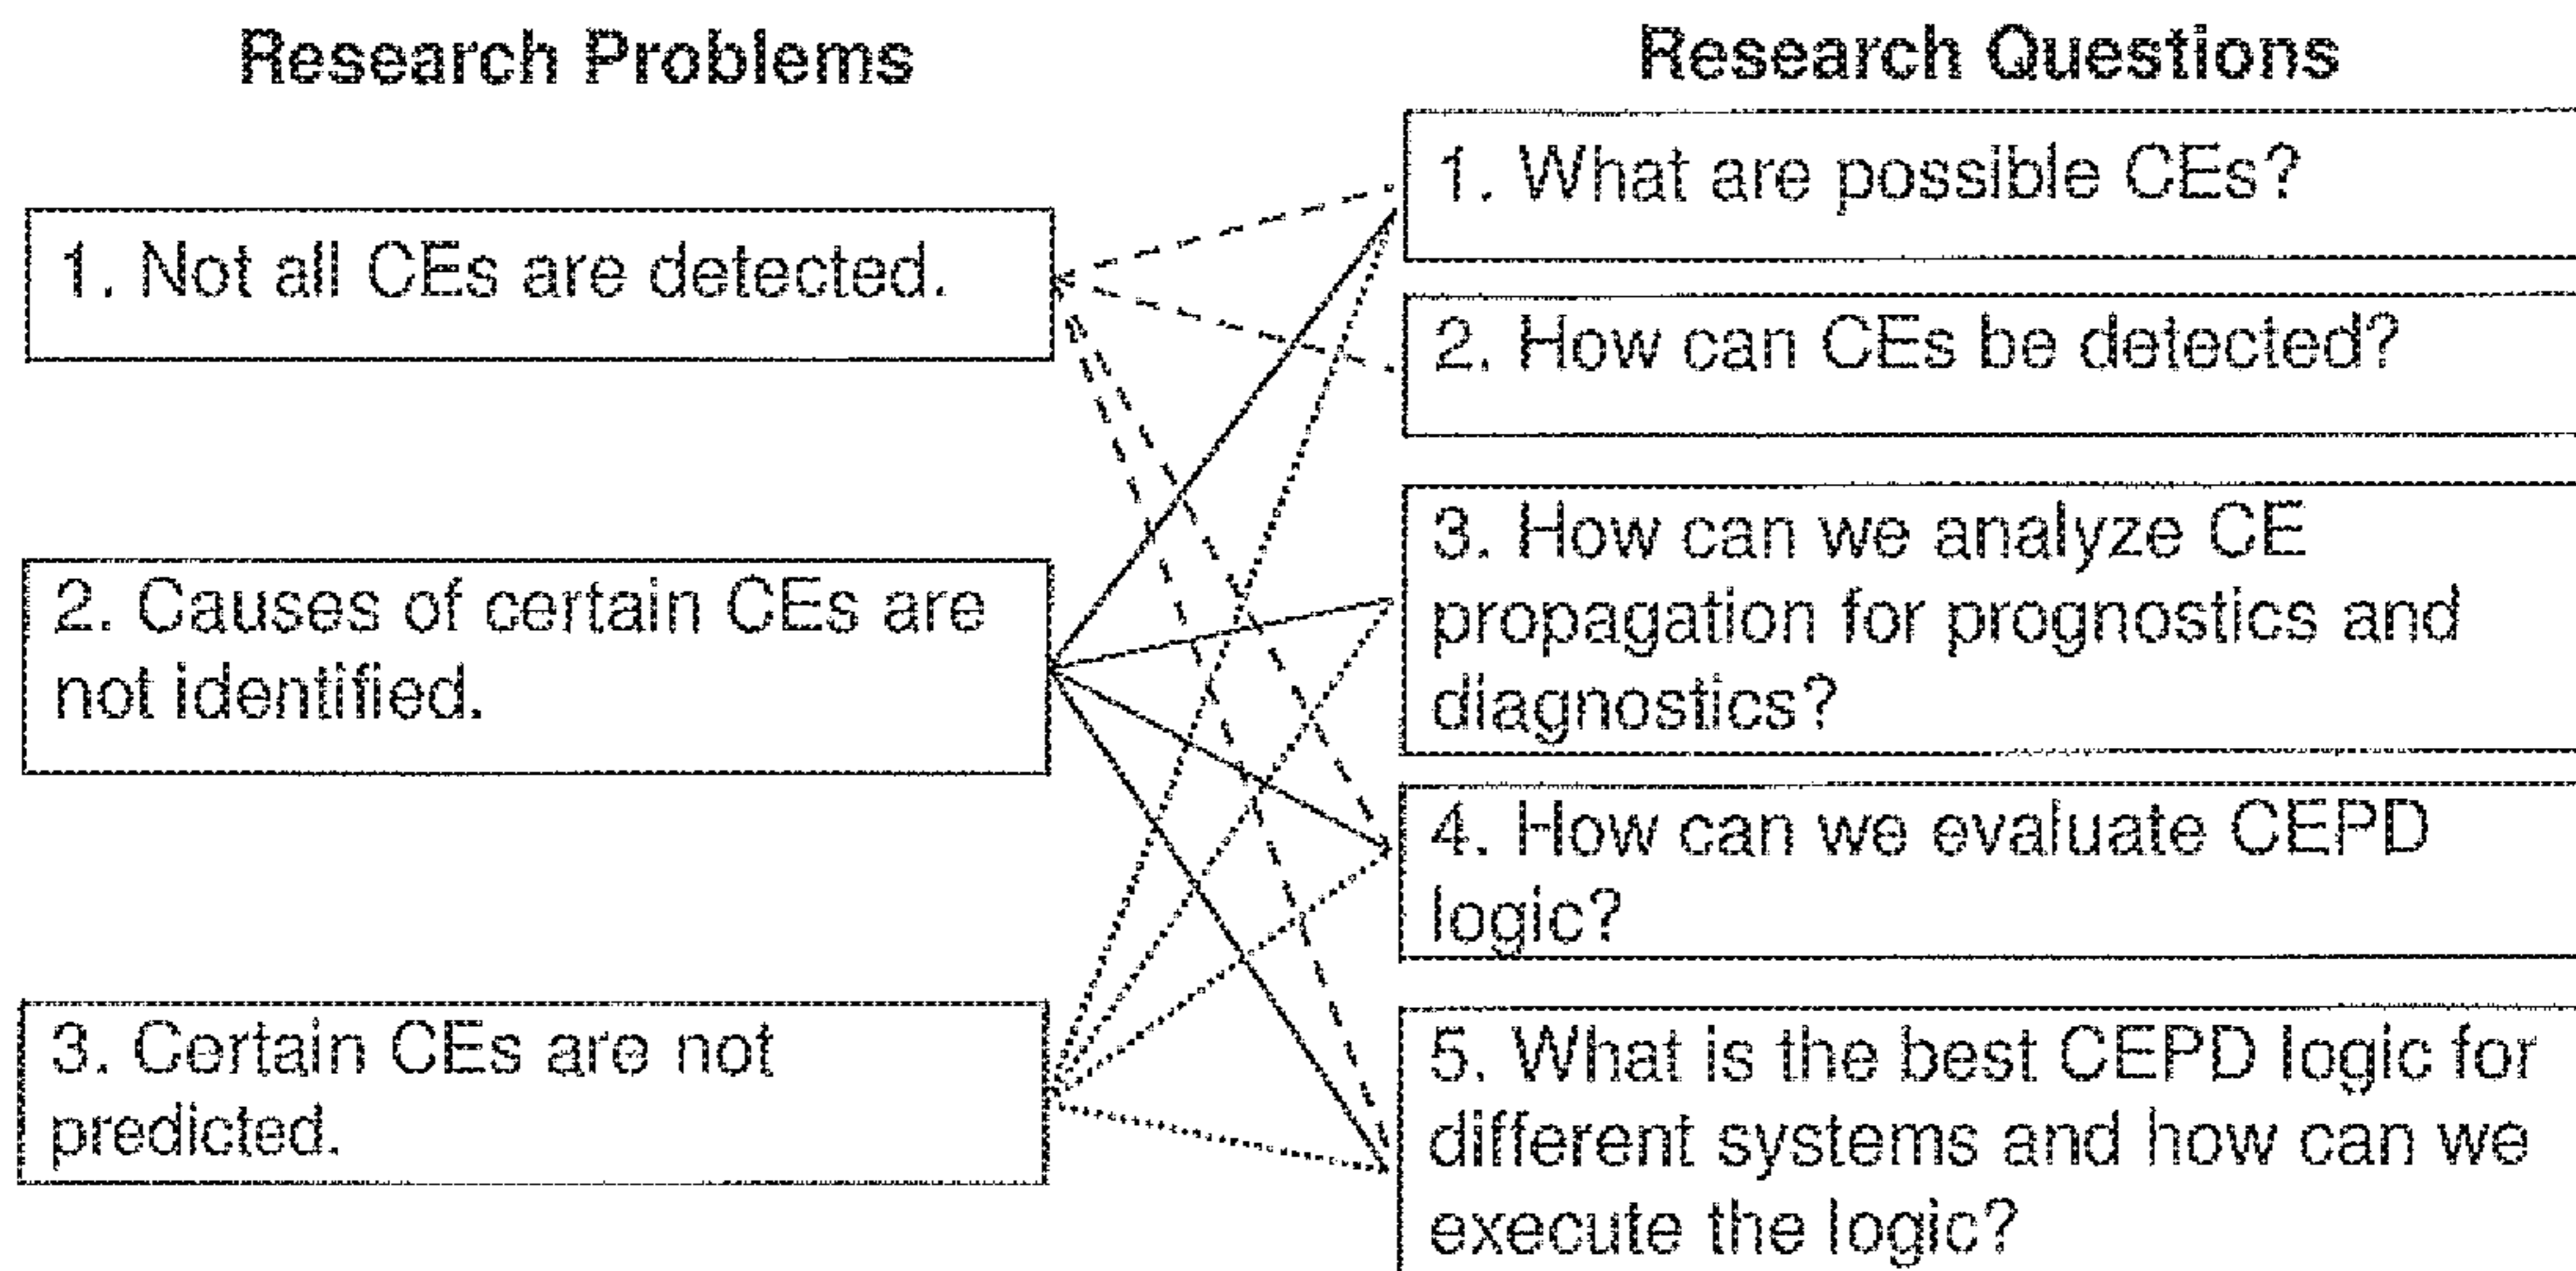 Research Problems
1. Not all CEs are detected.
2. Causes of certain CEs are
not identified.
3. Certain CEs are not
predicted.
Research Questions
1. What are possible CEs?
2. How can CEs be detected?
3. How can we analyze CE
propagation for prognostics and
diagnostics?
4. How can we evaluate CEPD
logic?
5. What is the best CEPD logic for
different systems and how can we
execute the logic?